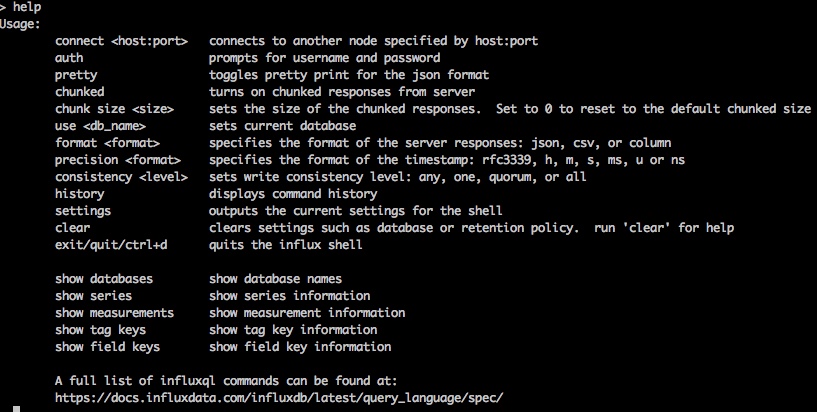 > help
Usage:
connect <host:port> connects to another node specified by host:port
auth prompts for username and password
pretty toggles pretty print for the json format
chunked turns on chunked responses from server
chunk size <size> sets the size of the chunked responses. Set to 0 to reset to the default chunked size
use <db_name> sets current database
format <format> specifies the format of the server responses: json, csv, or column
precision <format> specifies the format of the timestamp: rfc3339, h, m, s, ms, u or ns
consistency <level> sets write consistency level: any, one, quorum, or all
history displays command history
settings outputs the current settings for the shell
clear clears settings such as database or retention policy. run 'clear' for help
exit/quit/ctrl+d quits the influx shell
show databases show database names
show series show series information
show measurements show measurement information
show tag keys show tag key information
show field keys show field key information
A full list of influxql commands can be found at:
https://docs.influxdata.com/influxdb/latest/query_language/spec/